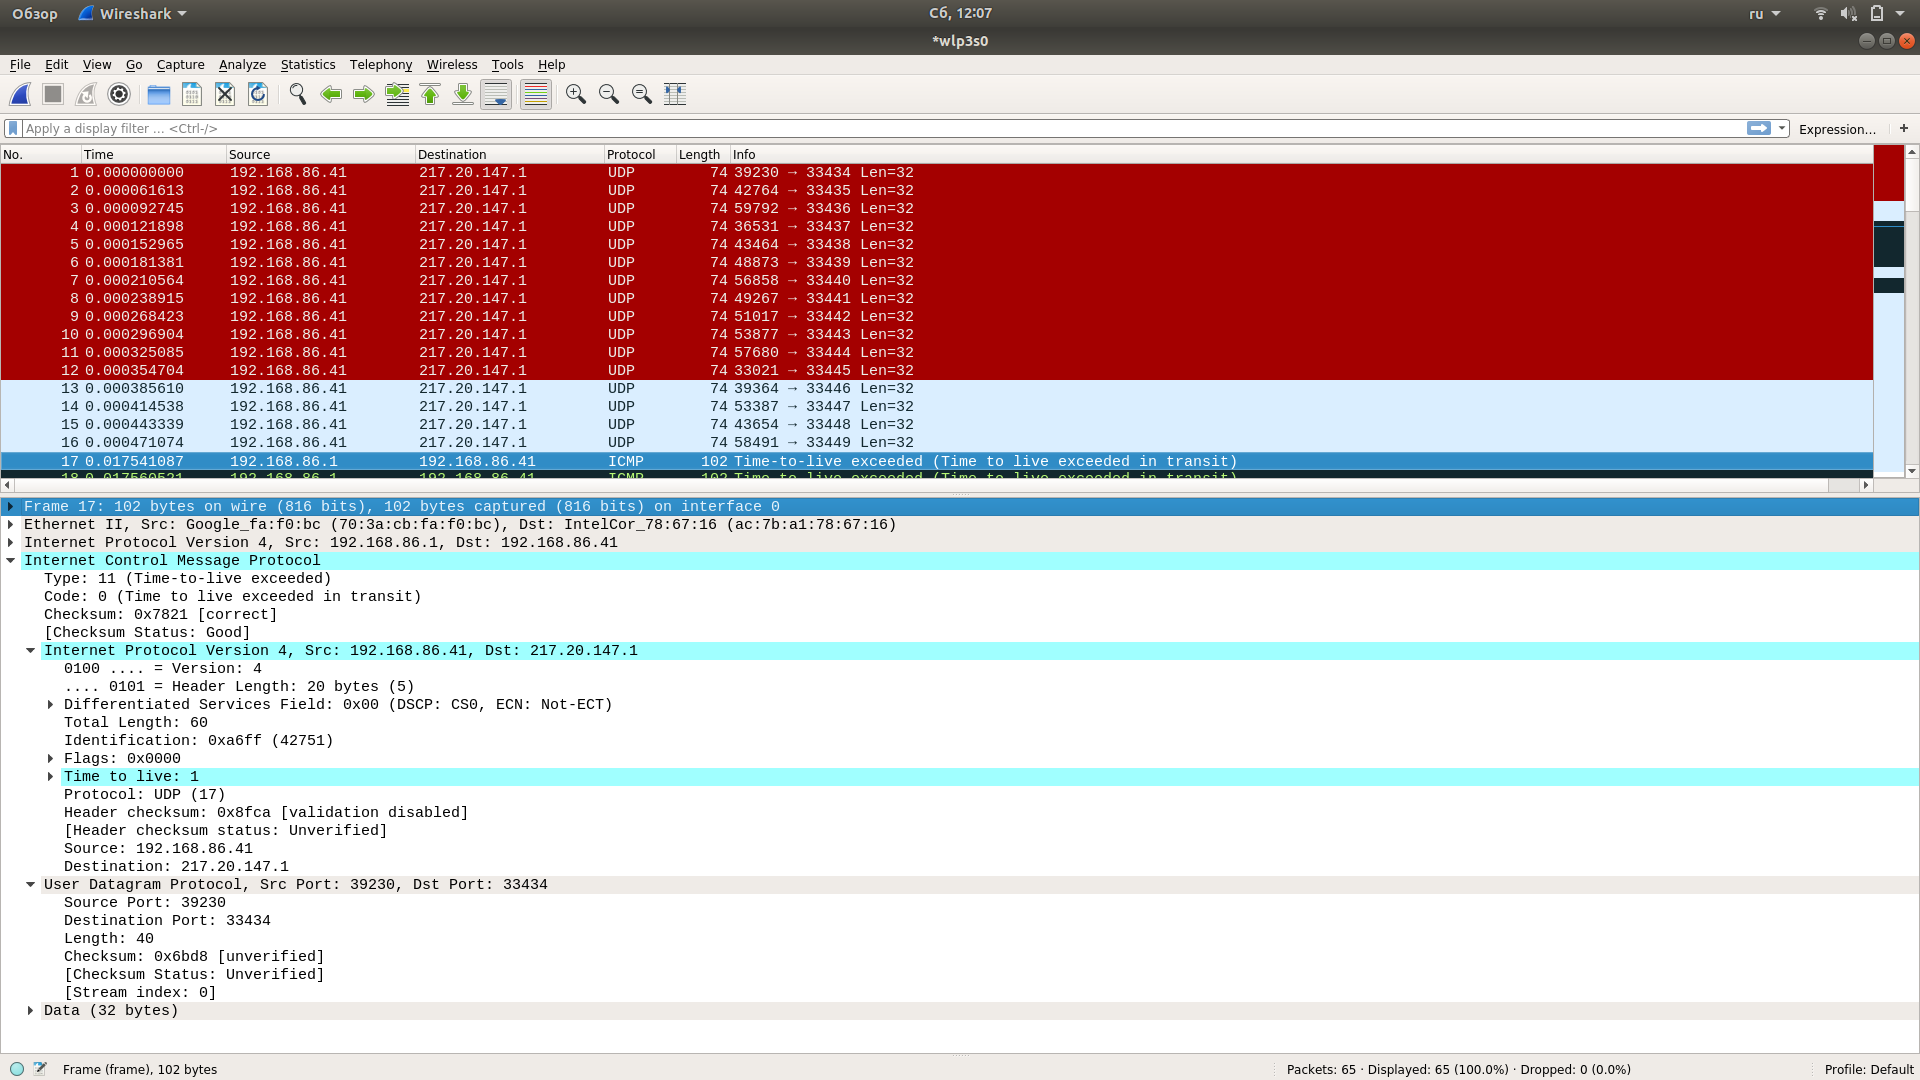 Обзор Wireshark Сб, 12:07 ru
*wlp3s0
File Edit View Go Capture Analyze Statistics Telephony Wireless Tools Help
Apply a display filter ... <Ctrl-/> Expression... +
No. Time Source Destination Protocol Length Info
1 0.000000000 192.168.86.41 217.20.147.1 UDP 74 39230 → 33434 Len=32
2 0.000061613 192.168.86.41 217.20.147.1 UDP 74 42764 → 33435 Len=32
3 0.000092745 192.168.86.41 217.20.147.1 UDP 74 59792 → 33436 Len=32
4 0.000121898 192.168.86.41 217.20.147.1 UDP 74 36531 → 33437 Len=32
5 0.000152965 192.168.86.41 217.20.147.1 UDP 74 43464 → 33438 Len=32
6 0.000181381 192.168.86.41 217.20.147.1 UDP 74 48873 → 33439 Len=32
7 0.000210564 192.168.86.41 217.20.147.1 UDP 74 56858 → 33440 Len=32
8 0.000238915 192.168.86.41 217.20.147.1 UDP 74 49267 → 33441 Len=32
9 0.000268423 192.168.86.41 217.20.147.1 UDP 74 51017 → 33442 Len=32
10 0.000296904 192.168.86.41 217.20.147.1 UDP 74 53877 → 33443 Len=32
11 0.000325085 192.168.86.41 217.20.147.1 UDP 74 57680 → 33444 Len=32
12 0.000354704 192.168.86.41 217.20.147.1 UDP 74 33021 → 33445 Len=32
13 0.000385610 192.168.86.41 217.20.147.1 UDP 74 39364 → 33446 Len=32
14 0.000414538 192.168.86.41 217.20.147.1 UDP 74 53387 → 33447 Len=32
15 0.000443339 192.168.86.41 217.20.147.1 UDP 74 43654 → 33448 Len=32
16 0.000471074 192.168.86.41 217.20.147.1 UDP 74 58491 → 33449 Len=32
17 0.017541087 192.168.86.1 192.168.86.41 ICMP 102 Time-to-live exceeded (Time to live exceeded in transit)
18 0.017560521 192.168.86.1 192.168.86.41 ICMP 102 Time-to-live exceeded (Time to live exceeded in transit)
Frame 17: 102 bytes on wire (816 bits), 102 bytes captured (816 bits) on interface 0
Ethernet II, Src: Google_fa:f0:bc (70:3a:cb:fa:f0:bc), Dst: IntelCor_78:67:16 (ac:7b:a1:78:67:16)
Internet Protocol Version 4, Src: 192.168.86.1, Dst: 192.168.86.41
Internet Control Message Protocol
Type: 11 (Time-to-live exceeded)
Code: 0 (Time to live exceeded in transit)
Checksum: 0x7821 [correct]
[Checksum Status: Good]
Internet Protocol Version 4, Src: 192.168.86.41, Dst: 217.20.147.1
0100 .... = Version: 4
.... 0101 = Header Length: 20 bytes (5)
Differentiated Services Field: 0x00 (DSCP: CS0, ECN: Not-ECT)
Total Length: 60
Identification: 0xa6ff (42751)
Flags: 0x0000
Time to live: 1
Protocol: UDP (17)
Header checksum: 0x8fca [validation disabled]
[Header checksum status: Unverified]
Source: 192.168.86.41
Destination: 217.20.147.1
User Datagram Protocol, Src Port: 39230, Dst Port: 33434
Source Port: 39230
Destination Port: 33434
Length: 40
Checksum: 0x6bd8 [unverified]
[Checksum Status: Unverified]
[Stream index: 0]
Data (32 bytes)
Frame (frame), 102 bytes Packets: 65 · Displayed: 65 (100.0%) · Dropped: 0 (0.0%) Profile: Default